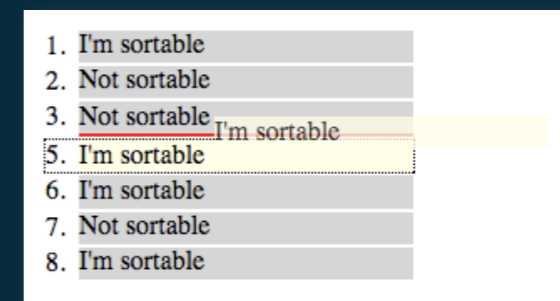 1. I'm sortable
2. Not sortable
3. Not sortable
I'm sortable
5. I'm sortable
6. I'm sortable
7. Not sortable
8. I'm sortable